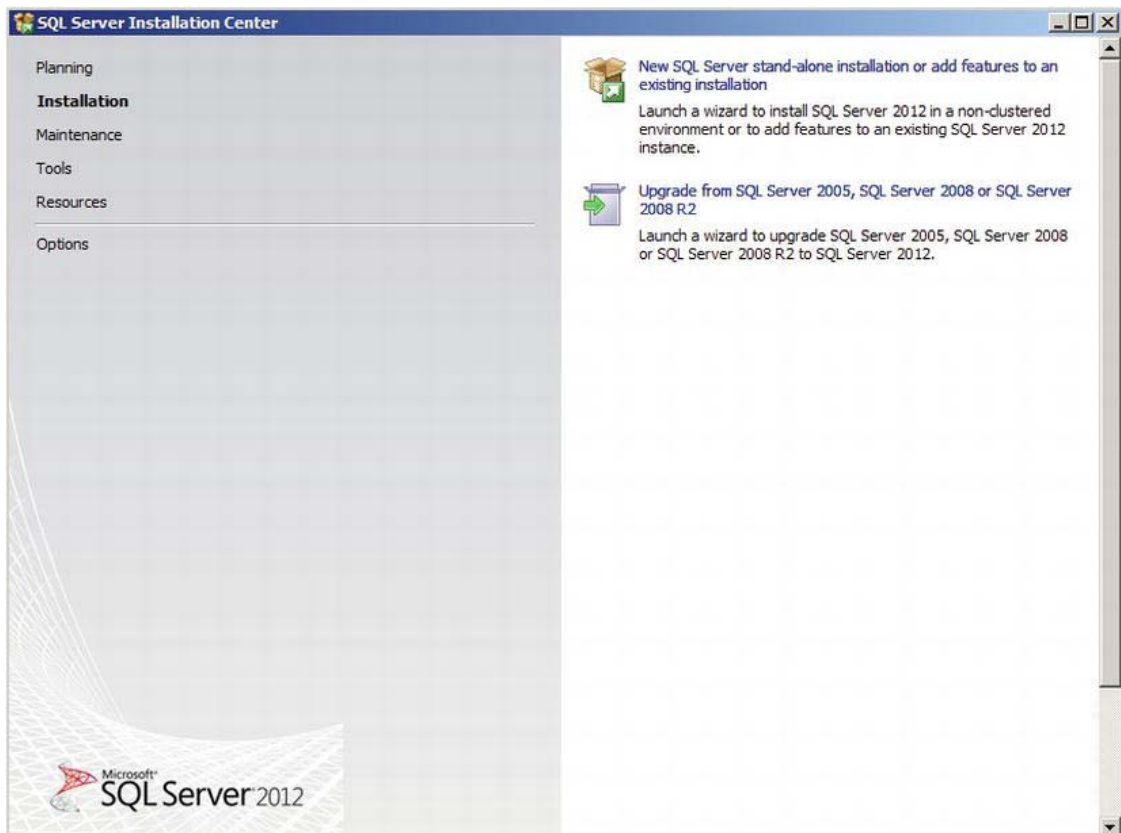 SQL Server Installation Center
Planning
Installation
Maintenance
Tools
Resources
Options
New SQL Server stand-alone installation or add features to an
existing installation
Launch a wizard to install SQL Server 2012 in a non-clustered
environment or to add features to an existing SQL Server 2012
instance.
Upgrade from SQL Server 2005, SQL Server 2008 or SQL Server
2008 R2
Launch a wizard to upgrade SQL Server 2005, SQL Server 2008
or SQL Server 2008 R2 to SQL Server 2012.
Microsoft®
SQL Server®2012